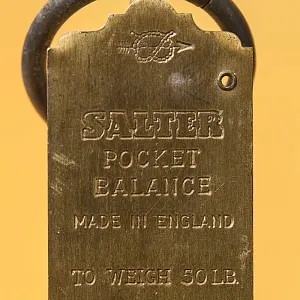 SALTER
POCKET
BALANCE
MADE IN ENGLAND
TO WEIGH 50 LB.